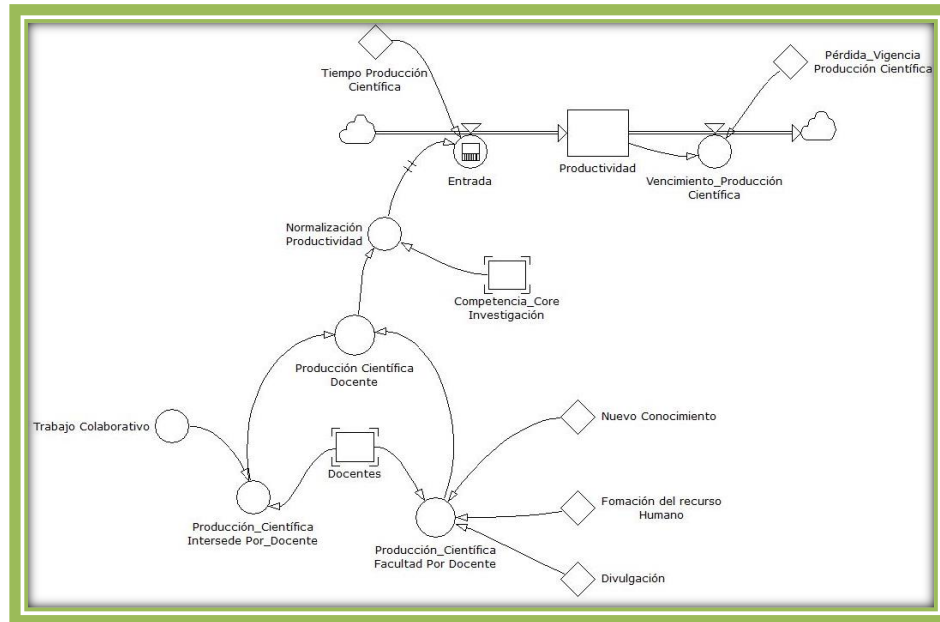 Tiempo Producción
Científica
Pérdida_Vigencia
Producción Científica
Entrada
Productividad
Vencimiento_Producción
Científica
Normalización
Productividad
Competencia_Core
Investigación
Producción Científica
Docente
Trabajo Colaborativo
Docentes
Nuevo Conocimiento
Producción_Científica
Intersede Por_Docente
Fomación del recurso
Humano
Producción_Científica
Facultad Por Docente
Divulgación